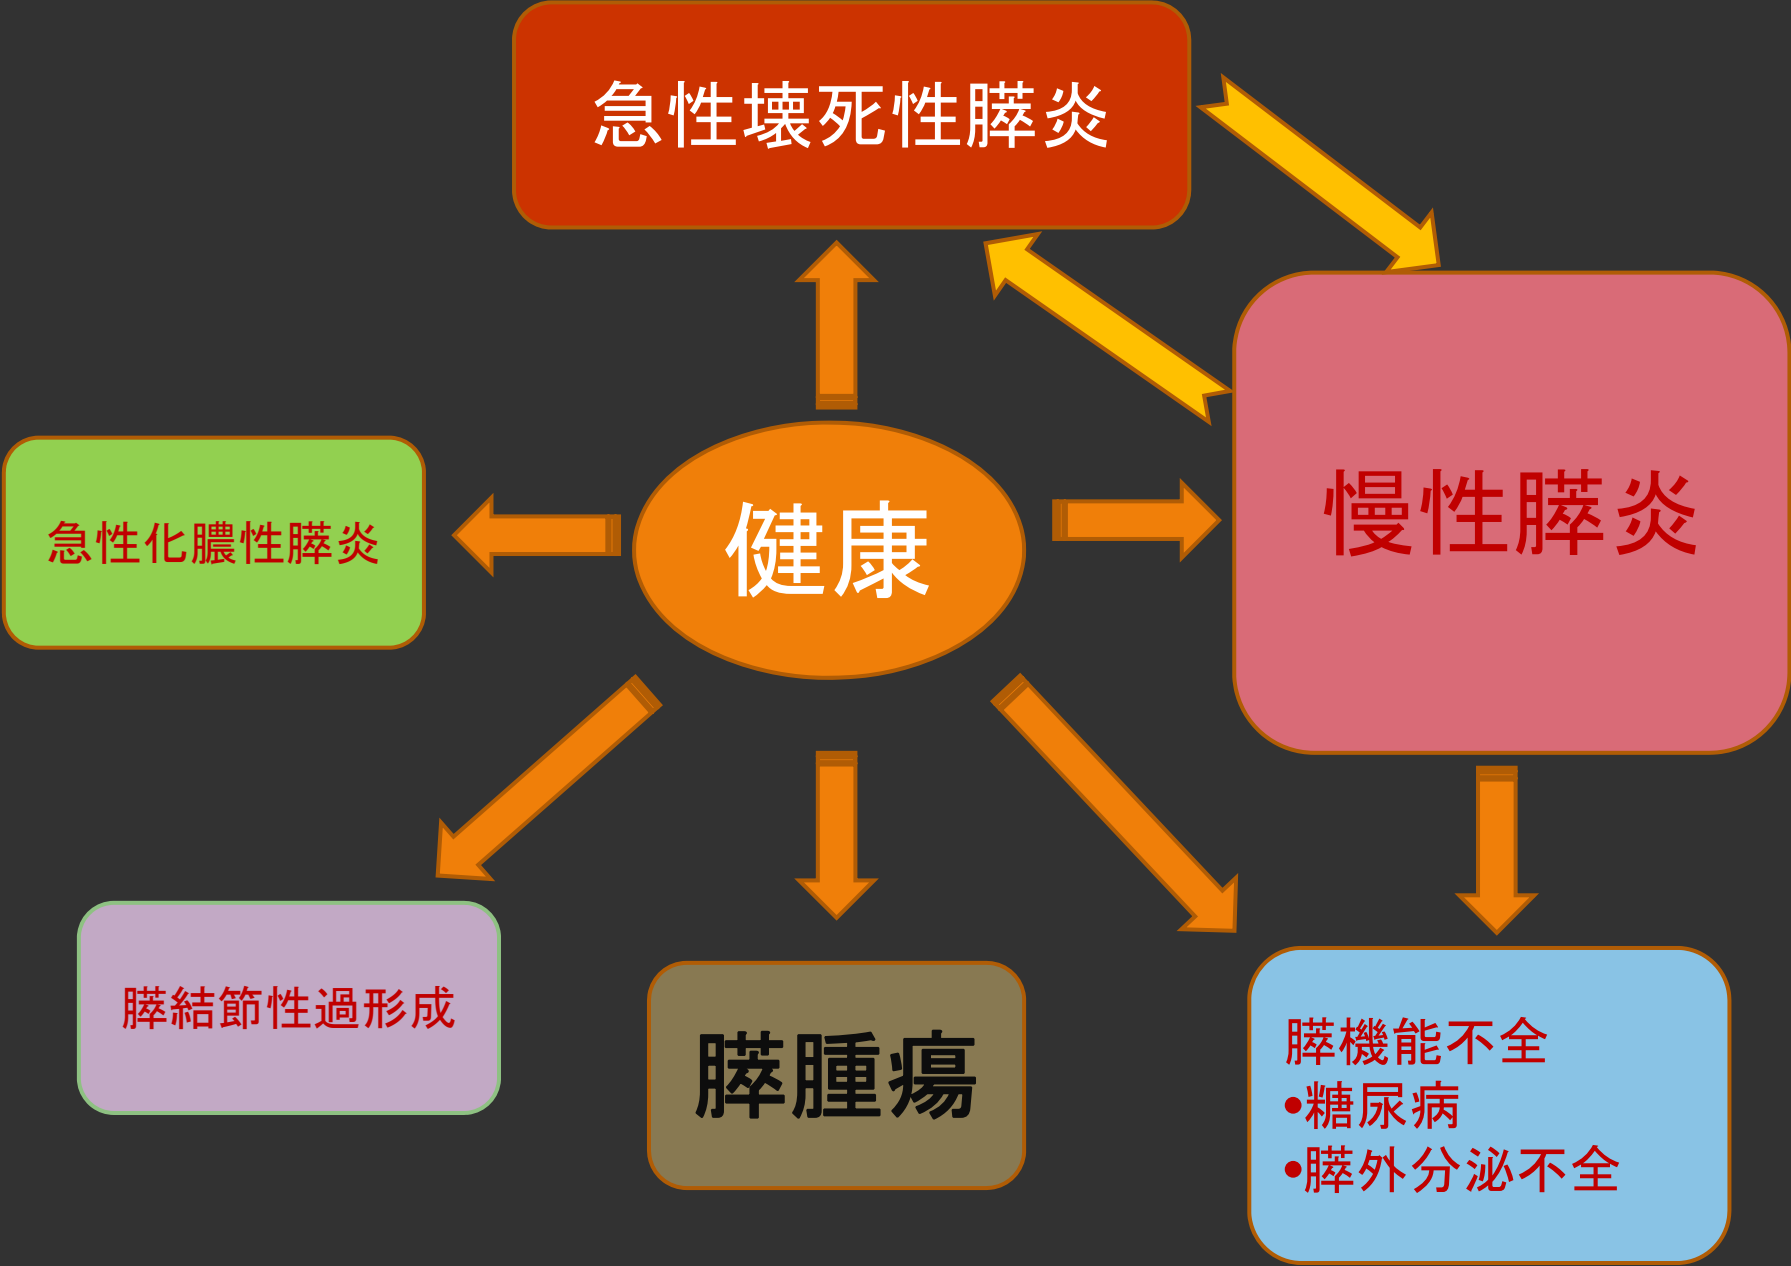 急性壊死性膵炎
慢性膵炎
健康
急性化膿性膵炎
膵結節性過形成
膵腫瘍
膵機能不全
•糖尿病
•膵外分泌不全